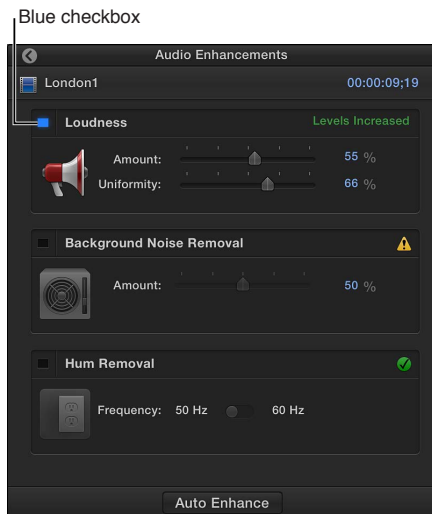 Blue checkbox
Audio Enhancements
London1 00:00:09;19
Loudness Levels Increased
Amount: 55 %
Uniformity: 66 %
Background Noise Removal
Amount: 50 %
Hum Removal
Frequency: 50 Hz 60 Hz
Auto Enhance